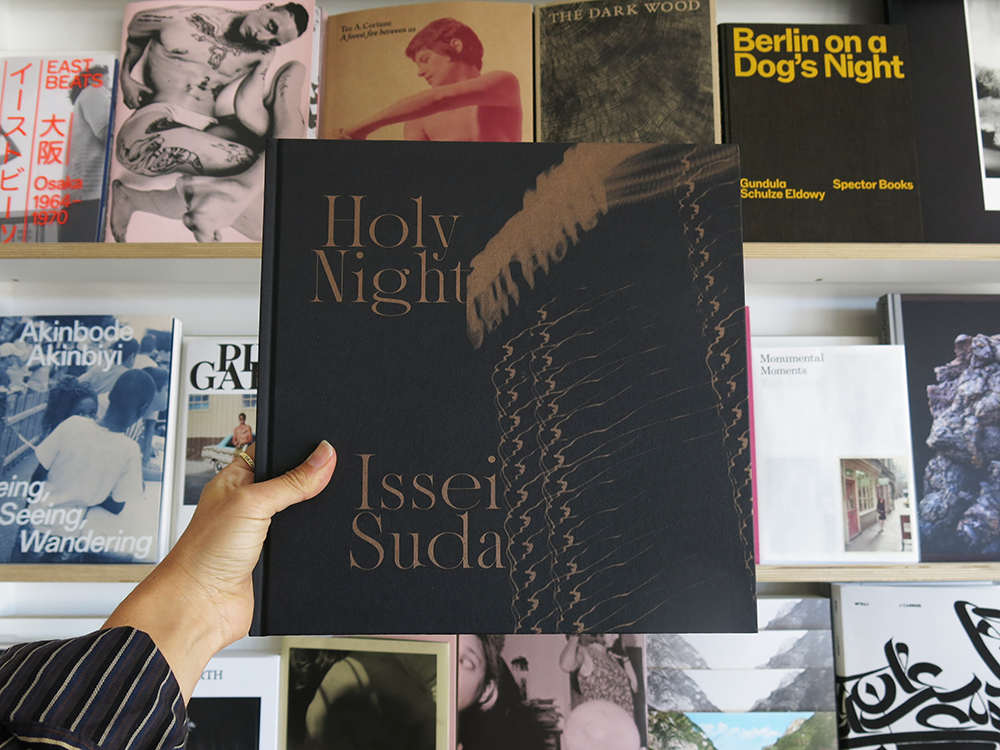 イースト・ビーツ
EAST
BEATS
大阪
Osaka
1964–
1970
Tee A. Corinne
A forest fire between us
THE DARK WOOD
Berlin on a
Dog's Night
Gundula
Schulze Eldowy
Spector Books
Holy
Night
Issei
Suda
Akinbode
Akinbiyi
eing,
Seeing,
Wandering
Monumental
Moments
RTH